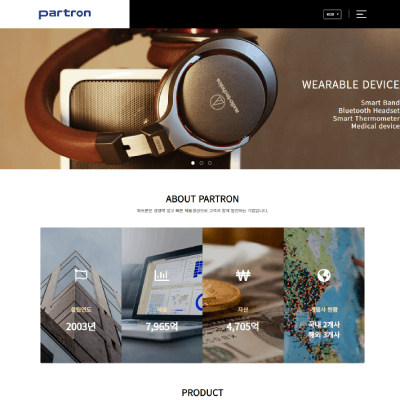 partron
KOR
WEARABLE DEVICE
Smart Band
Bluetooth Headset
Smart Thermometer
Medical device
audio-technica
ABOUT PARTRON
설립연도
2003년
매출
7,965억
자산
4,705억
계열사 현황
국내 2개사
해외 3개사
PRODUCT